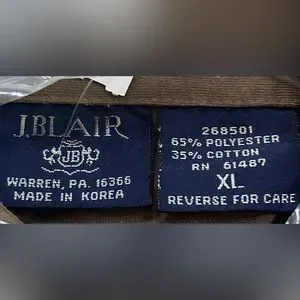 J.BLAIR
JB
WARREN, PA. 16366
MADE IN KOREA
268501
65% POLYESTER
35% COTTON
RN 61487
XL
REVERSE FOR CARE